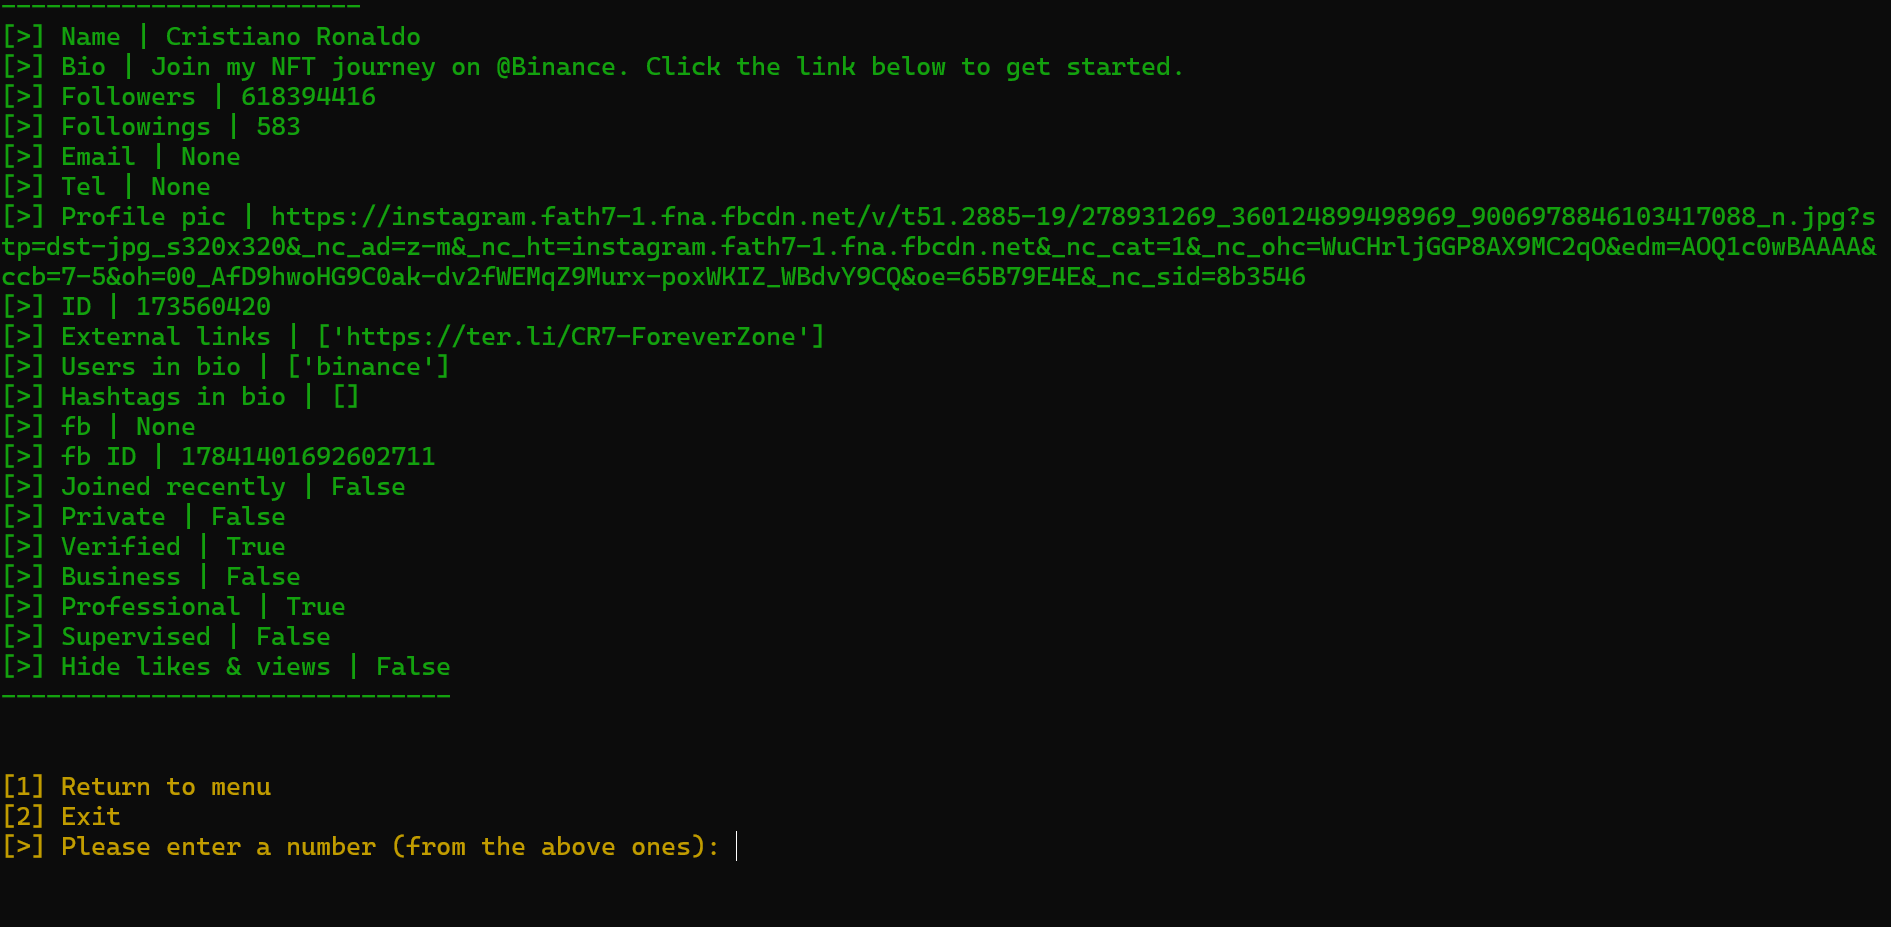 ------------------------
[>] Name | Cristiano Ronaldo
[>] Bio | Join my NFT journey on @Binance. Click the link below to get started.
[>] Followers | 618394416
[>] Followings | 583
[>] Email | None
[>] Tel | None
[>] Profile pic | https://instagram.fath7-1.fna.fbcdn.net/v/t51.2885-19/278931269_360124899498969_9006978846103417088_n.jpg?s
tp=dst-jpg_s320x320&_nc_ad=z-m&_nc_ht=instagram.fath7-1.fna.fbcdn.net&_nc_cat=1&_nc_ohc=WuCHrljGGP8AX9MC2qO&edm=AOQ1c0wBAAAA&
ccb=7-5&oh=00_AfD9hwoHG9C0ak-dv2fWEMqZ9Murx-poxWKIZ_WBdvY9CQ&oe=65B79E4E&_nc_sid=8b3546
[>] ID | 173560420
[>] External links | ['https://ter.li/CR7-ForeverZone']
[>] Users in bio | ['binance']
[>] Hashtags in bio | []
[>] fb | None
[>] fb ID | 17841401692602711
[>] Joined recently | False
[>] Private | False
[>] Verified | True
[>] Business | False
[>] Professional | True
[>] Supervised | False
[>] Hide likes & views | False
------------------------------
[1] Return to menu
[2] Exit
[>] Please enter a number (from the above ones):